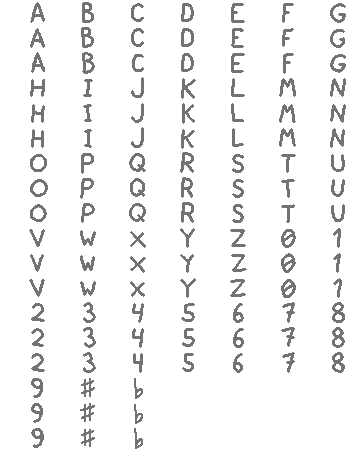 A B C D E F G
A B C D E F G
A B C D E F G
H I J K L M N
H I J K L M N
H I J K L M N
O P Q R S T U
O P Q R S T U
O P Q R S T U
V W X Y Z 0 1
V W X Y Z 0 1
V W X Y Z 0 1
2 3 4 5 6 7 8
2 3 4 5 6 7 8
2 3 4 5 6 7 8
9 # ♭
9 # ♭
9 # ♭